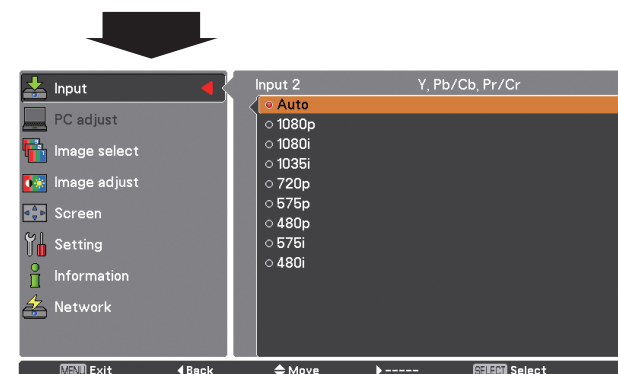 Input
PC adjust
Image select
Image adjust
Screen
Setting
Information
Network
Input 2 Y, Pb/Cb, Pr/Cr
Auto
1080p
1080i
1035i
720p
575p
480p
575i
480i
MENU Exit Back Move ----- SELECT Select